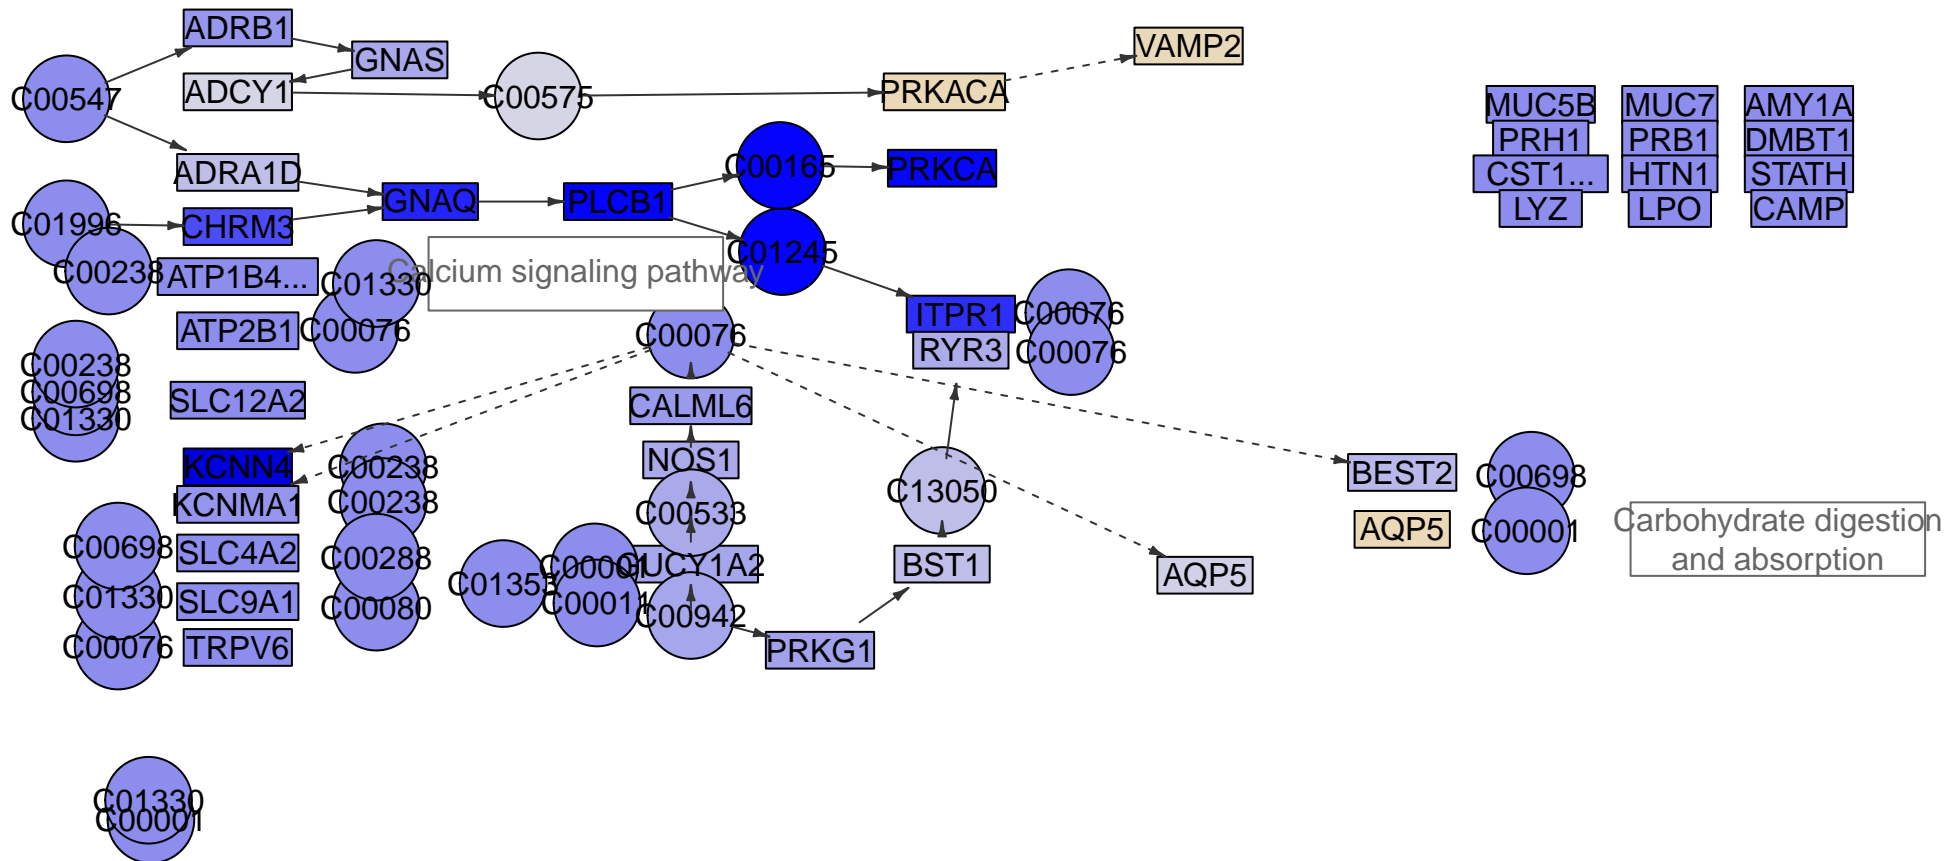 ADRB1
GNAS
VAMP2
C00547
ADCY1
C00575
PRKACA
MUC5B
MUC7
AMY1A
PRH1
PRB1
DMBT1
ADRA1D
C00165
PRKCA
CST1...
HTN1
STATH
GNAQ
PLCB1
LYZ
LPO
CAMP
C01996
CHRM3
C01245
C00238
ATP1B4...
C01330
Calcium signaling pathway
ATP2B1
C00076
C00076
ITPR1
C00076
RYR3
C00076
C00238
C00698
C01330
SLC12A2
CALML6
KCNN4
C00238
NOS1
BEST2
C00698
KCNMA1
C00238
C00533
C13050
AQP5
C00001
Carbohydrate digestion
and absorption
C00698
SLC4A2
C00288
C01353
C00001
GUCY1A2
BST1
AQP5
C01330
SLC9A1
C00080
C00011
C00942
C00076
TRPV6
PRKG1
C01330
C00001